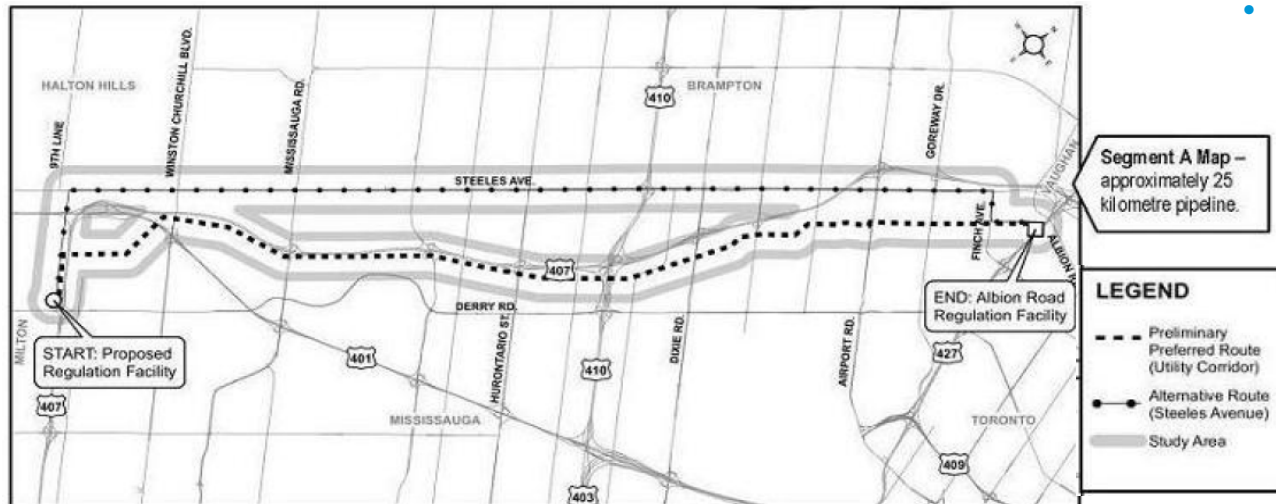 HALTON HILLS
BRAMPTON
9TH LINE
WINSTON CHURCHILL BLVD.
MISSISSAUGA RD.
410
GOREWAY DR.
VAUGHAN
STEELES AVE.
FINCH AVE.
407
DERRY RD.
HURONTARIO ST.
DIXIE RD.
AIRPORT RD.
START: Proposed
Regulation Facility
END: Albion Road
Regulation Facility
MILTON
407
401
410
427
MISSISSAUGA
TORONTO
409
403
Segment A Map –
approximately 25
kilometre pipeline.
LEGEND
Preliminary
Preferred Route
(Utility Corridor)
Alternative Route
(Steeles Avenue)
Study Area